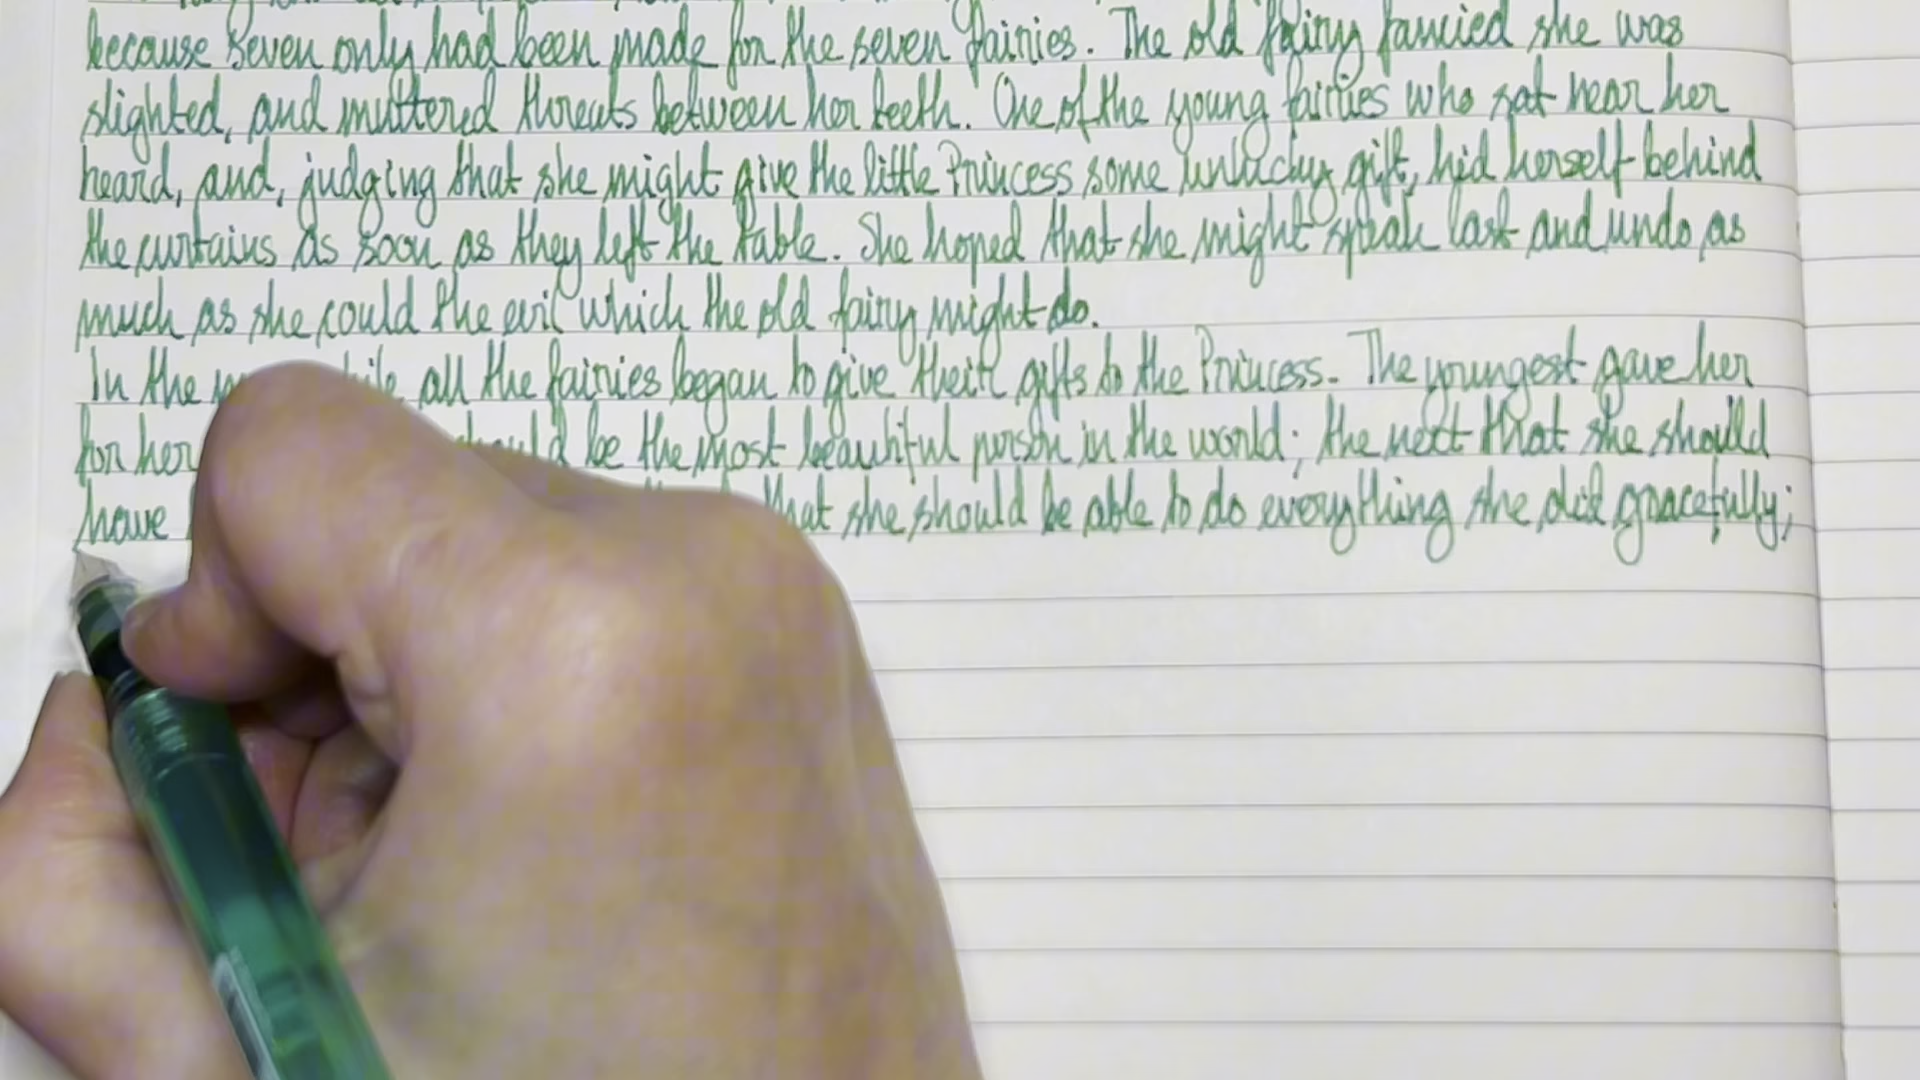 because seven only had been made for the seven fairies. The old fairy fancied she was
slighted, and muttered threats between her teeth. One of the young fairies who sat near her
heard, and, judging that she might give the little Princess some unlucky gift, hid herself behind
the curtains as soon as they left the table. She hoped that she might speak last and undo as
much as she could the evil which the old fairy might do.
In the all the fairies began to give their gifts to the Princess. The youngest gave her
for her should be the most beautiful person in the world; the next that she should
have that she should be able to do everything she did gracefully;